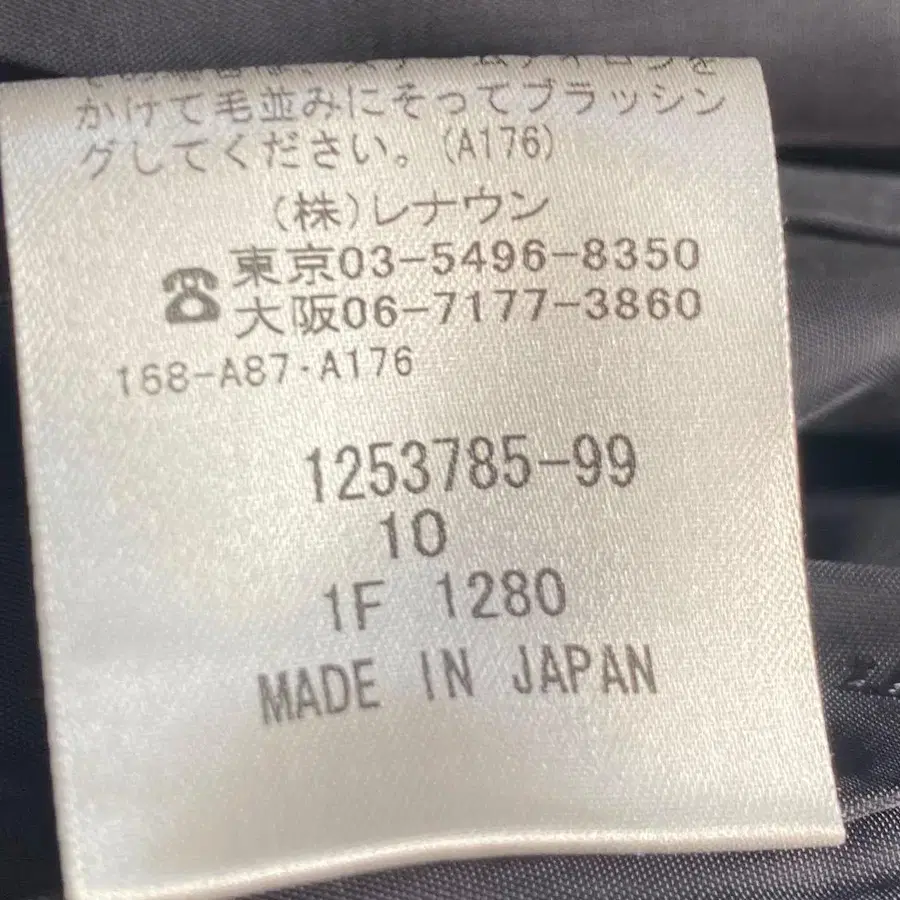 かけて毛並みにそってブラッシン
グしてください。(A176)
(株)レナウン
☎ 東京03-5496-8350
大阪06-7177-3860
168-A87·A176
1253785-99
10
1F 1280
MADE IN JAPAN